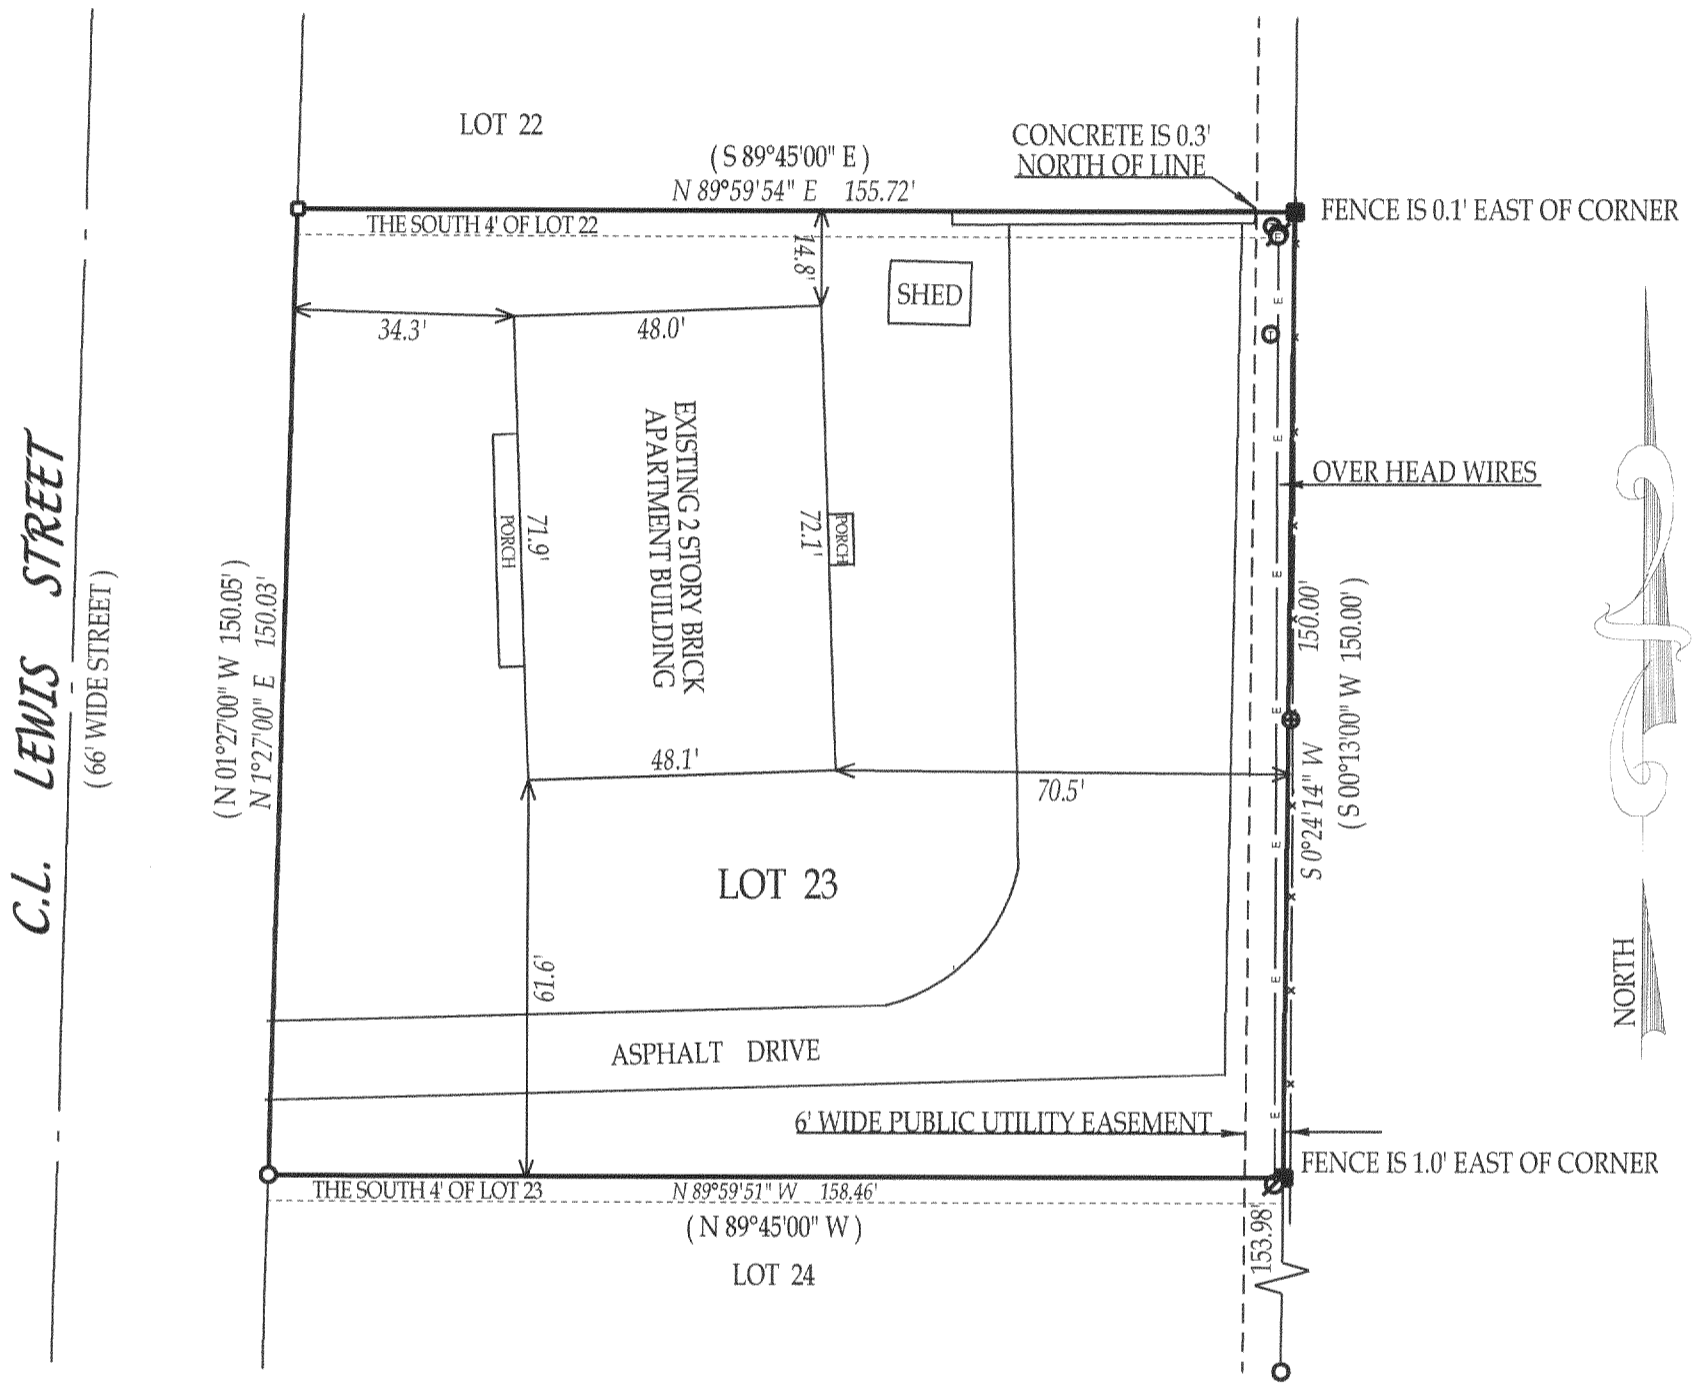 LOT 22
( S 89°45'00" E )
N 89°59'54" E 155.72'
CONCRETE IS 0.3'
NORTH OF LINE
FENCE IS 0.1' EAST OF CORNER
THE SOUTH 4' OF LOT 22
14.8'
SHED
34.3'
48.0'
E
T
E
E
OVER HEAD WIRES
EXISTING 2 STORY BRICK
APARTMENT BUILDING
PORCH
71.9'
72.1'
PORCH
C.L. LEWIS STREET
(66' WIDE STREET)
( N 01°27'00" W 150.05' )
N 1°27'00" E 150.03'
E
S 0°24'14" W 150.00'
( S 00°13'00" W 150.00' )
E
48.1'
70.5'
E
LOT 23
61.6'
E
NORTH
ASPHALT DRIVE
E
6' WIDE PUBLIC UTILITY EASEMENT
FENCE IS 1.0' EAST OF CORNER
THE SOUTH 4' OF LOT 23
N 89°59'51" W 158.46'
( N 89°45'00" W )
153.98'
LOT 24